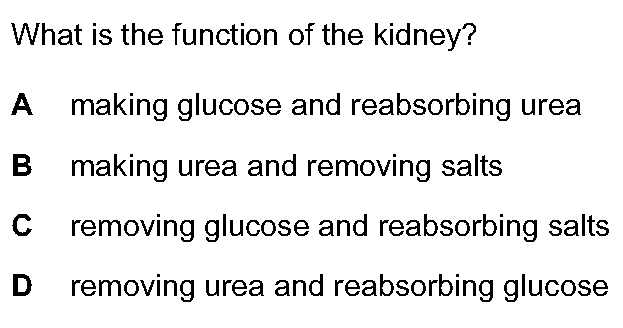 What is the function of the kidney?
A making glucose and reabsorbing urea
B making urea and removing salts
C removing glucose and reabsorbing salts
D removing urea and reabsorbing glucose